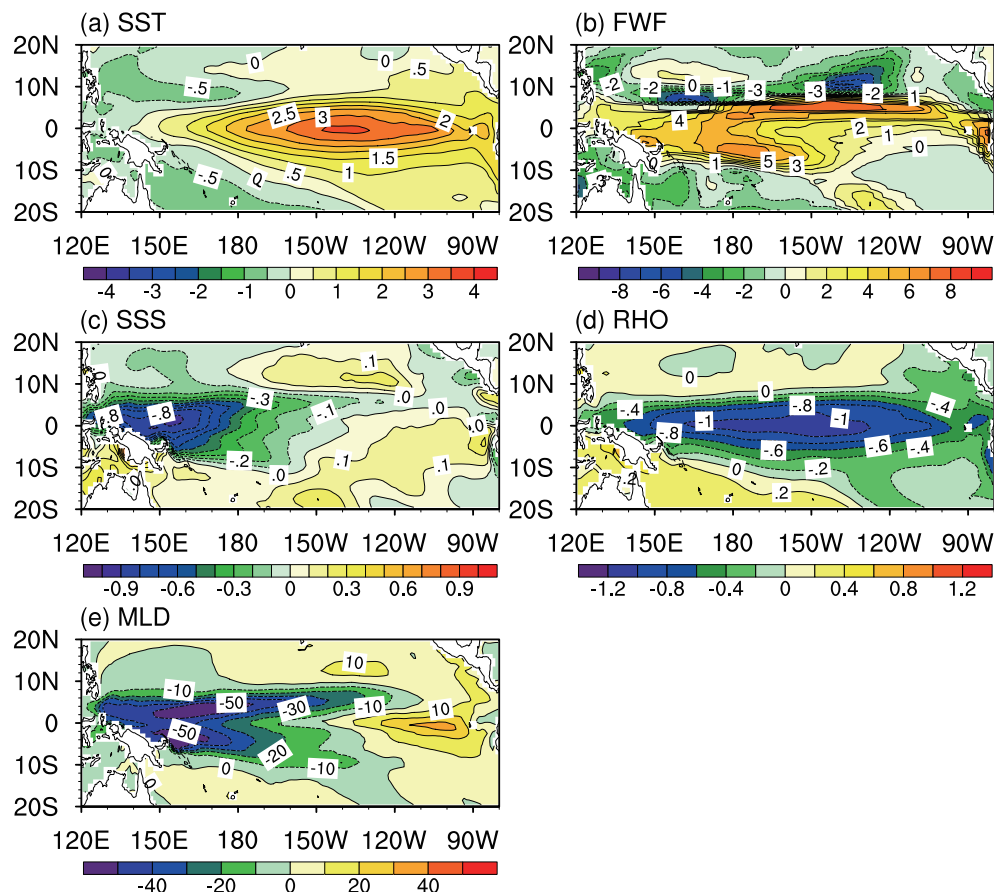 (a) SST
(b) FWF
20N 10N 0 10S 20S
0 .5 -.5 2.5 3 2 1.5 1 .5 0 -.5 0
20N 10N 0 10S 20S
-2 -2 0 -1 -3 -3 -2 1 4 2 1 0 0 1 5 3
120E 150E 180 150W 120W 90W
120E 150E 180 150W 120W 90W
-4 -3 -2 -1 0 1 2 3 4
-8 -6 -4 -2 0 2 4 6 8
(c) SSS
(d) RHO
20N 10N 0 10S 20S
.0 .1 -.3 .0 -.8 -.8 -.1 .0 .0 -.2 .0 .1 .1 .0
20N 10N 0 10S 20S
0 0 0 -.4 -.8 -.4 -1 -1 -.8 -.6 -.6 -.4 0 -.2 .2 .2
120E 150E 180 150W 120W 90W
120E 150E 180 150W 120W 90W
-0.9 -0.6 -0.3 0 0.3 0.6 0.9
-1.2 -0.8 -0.4 0 0.4 0.8 1.2
(e) MLD
20N 10N 0 10S 20S
10 -10 -50 -30 -10 10 -50 -20 0 -10 0
120E 150E 180 150W 120W 90W
-40 -20 0 20 40